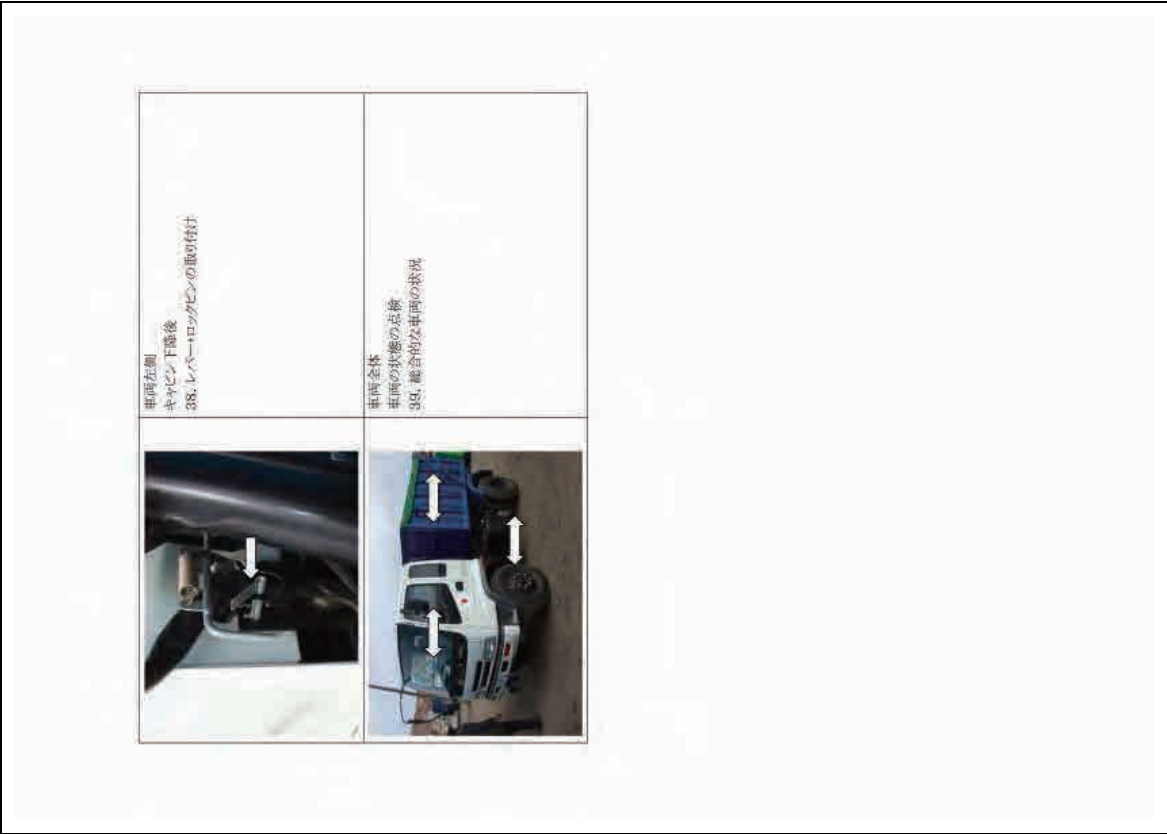 車両左側
キャビン下降後
38. レバー・ロックピンの取り付け
車両全体
車両の状態の点検
39. 総合的な車両の状況